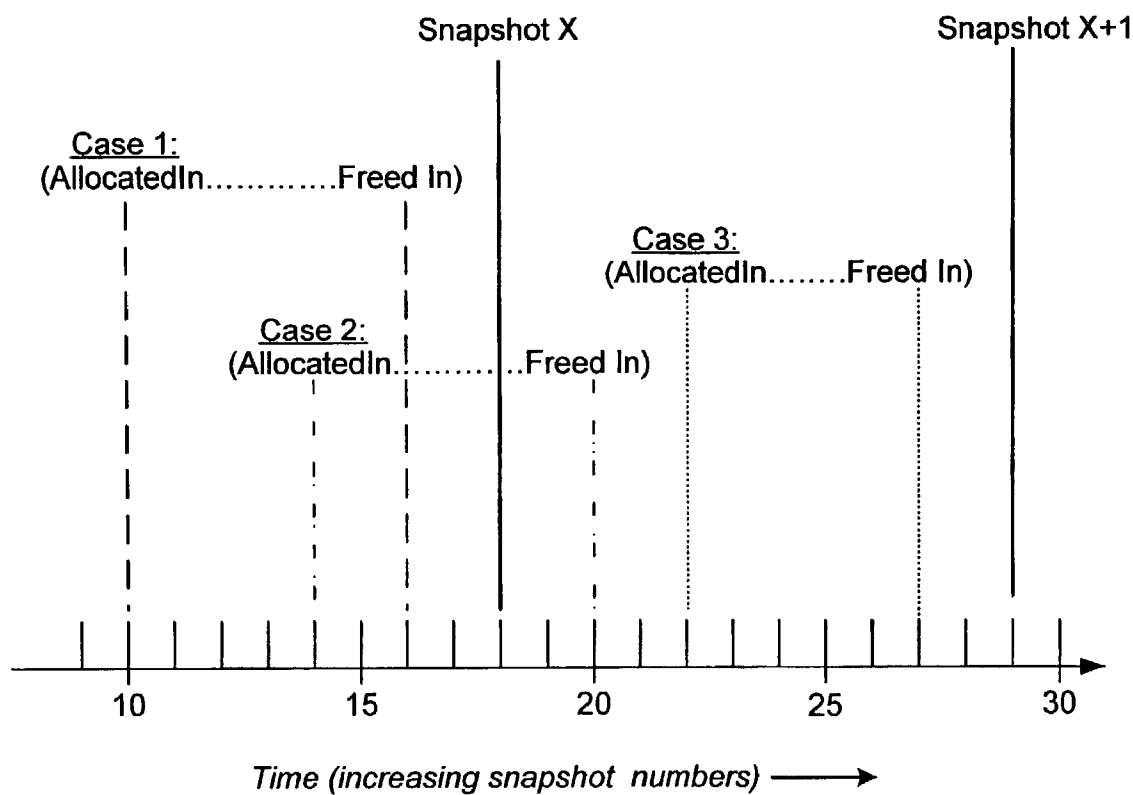 Snapshot X
Snapshot X+1
Case 1:
(AllocatedIn.............Freed In)
Case 3:
(AllocatedIn........Freed In)
Case 2:
(AllocatedIn.............Freed In)
10
15
20
25
30
Time (increasing snapshot numbers)